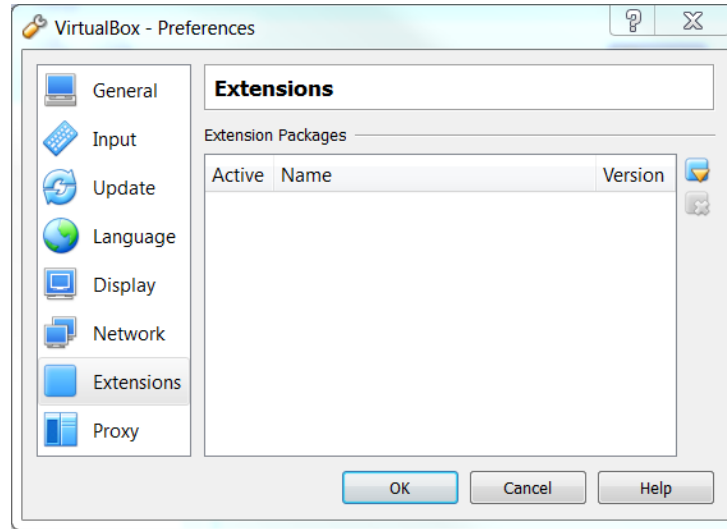 VirtualBox - Preferences
General
Input
Update
Language
Display
Network
Extensions
Proxy
Extensions
Extension Packages
Active Name Version
OK Cancel Help